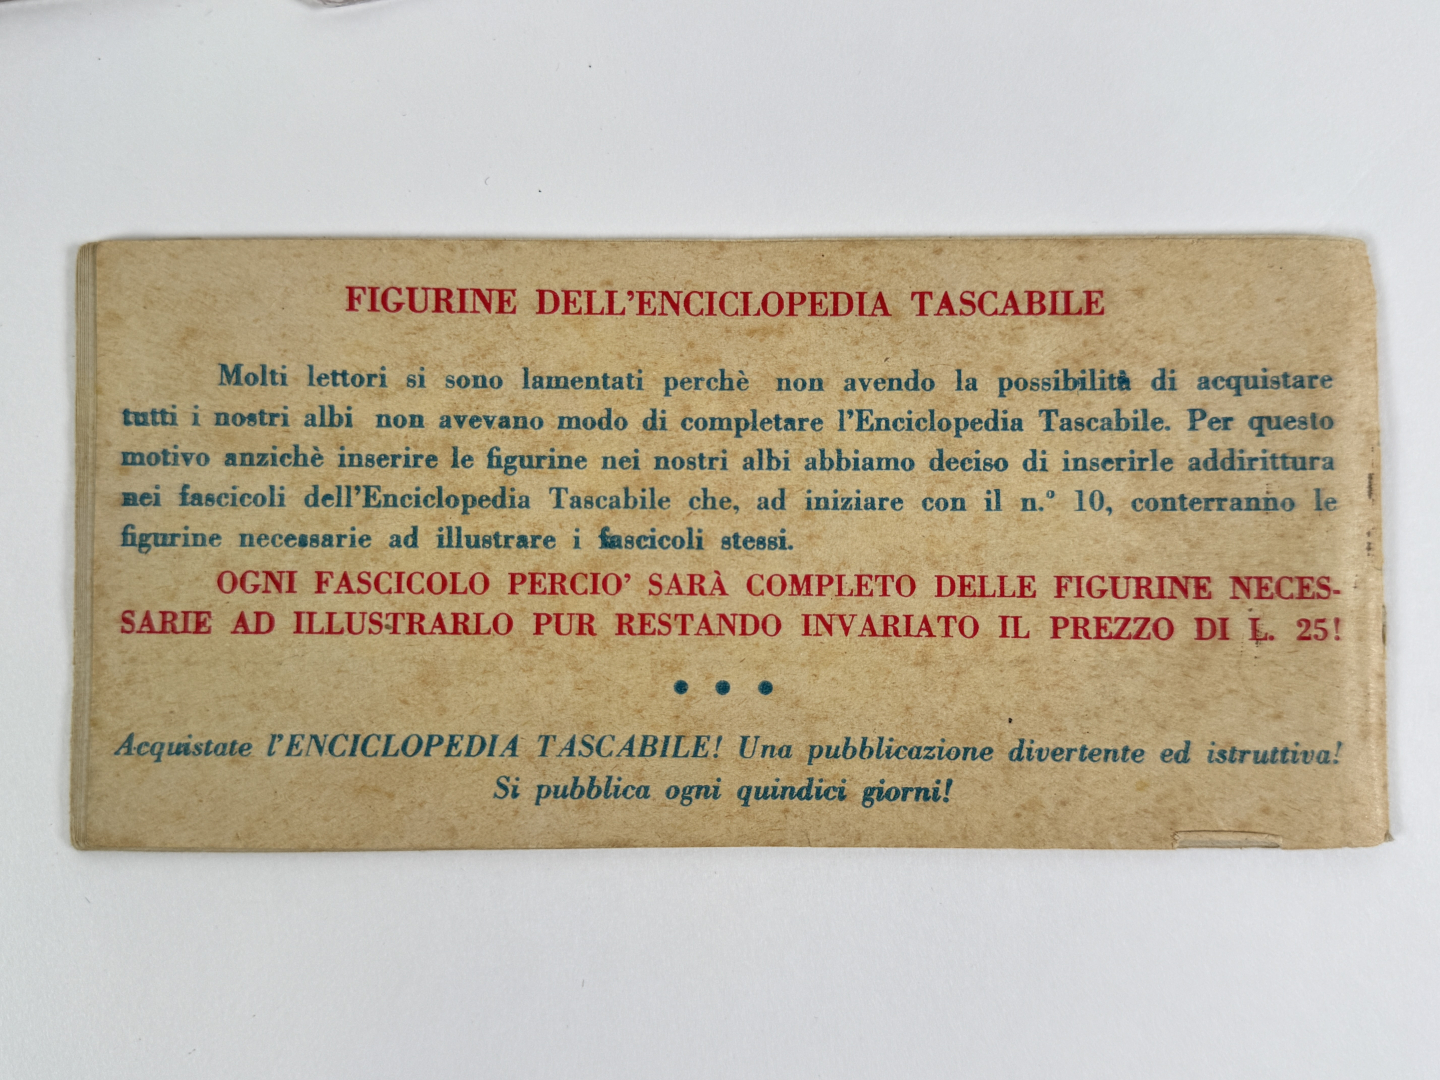 FIGURINE DELL'ENCICLOPEDIA TASCABILE
Molti lettori si sono lamentati perchè non avendo la possibilità di acquistare
tutti i nostri albi non avevano modo di completare l'Enciclopedia Tascabile. Per questo
motivo anzichè inserire le figurine nei nostri albi abbiamo deciso di inserirle addirittura
nei fascicoli dell'Enciclopedia Tascabile che, ad iniziare con il n.º 10, conterranno le
figurine necessarie ad illustrare i fascicoli stessi.
OGNI FASCICOLO PERCIO' SARÀ COMPLETO DELLE FIGURINE NECES-
SARIE AD ILLUSTRARLO PUR RESTANDO INVARIATO IL PREZZO DI L. 25!
Acquistate l'ENCICLOPEDIA TASCABILE! Una pubblicazione divertente ed istruttiva!
Si pubblica ogni quindici giorni!